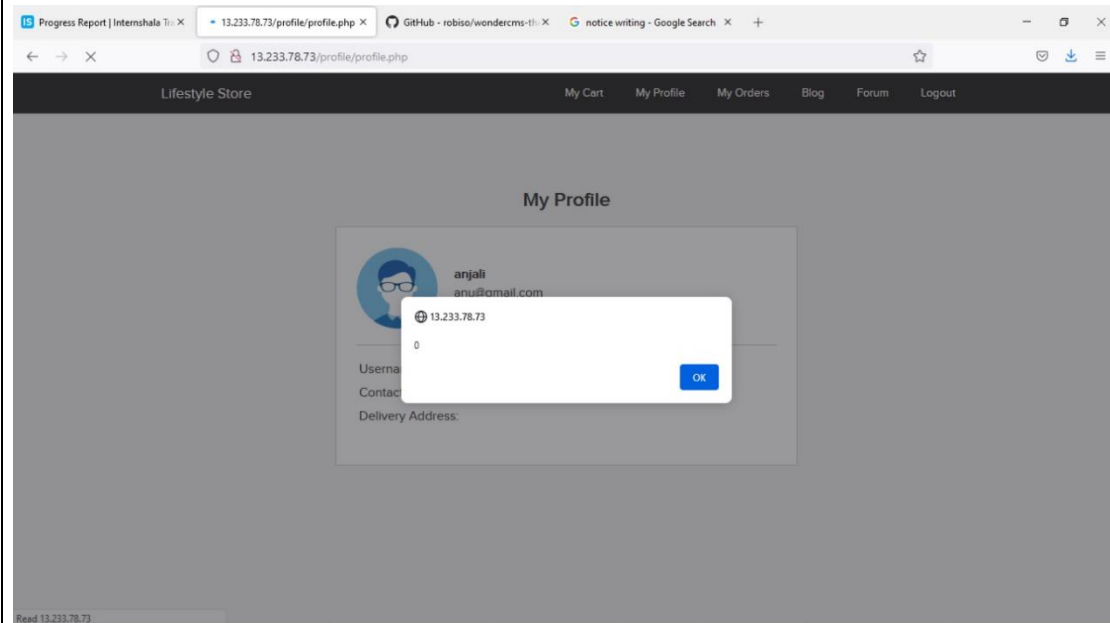 Progress Report | Internshala Tra
13.233.78.73/profile/profile.php
GitHub - robiso/wondercms-th
notice writing - Google Search
13.233.78.73/profile/profile.php
Lifestyle Store My Cart My Profile My Orders Blog Forum Logout
My Profile
anjali
anu@gmail.com
13.233.78.73
0
OK
Userna
Contac
Delivery Address:
Read 13.233.78.73